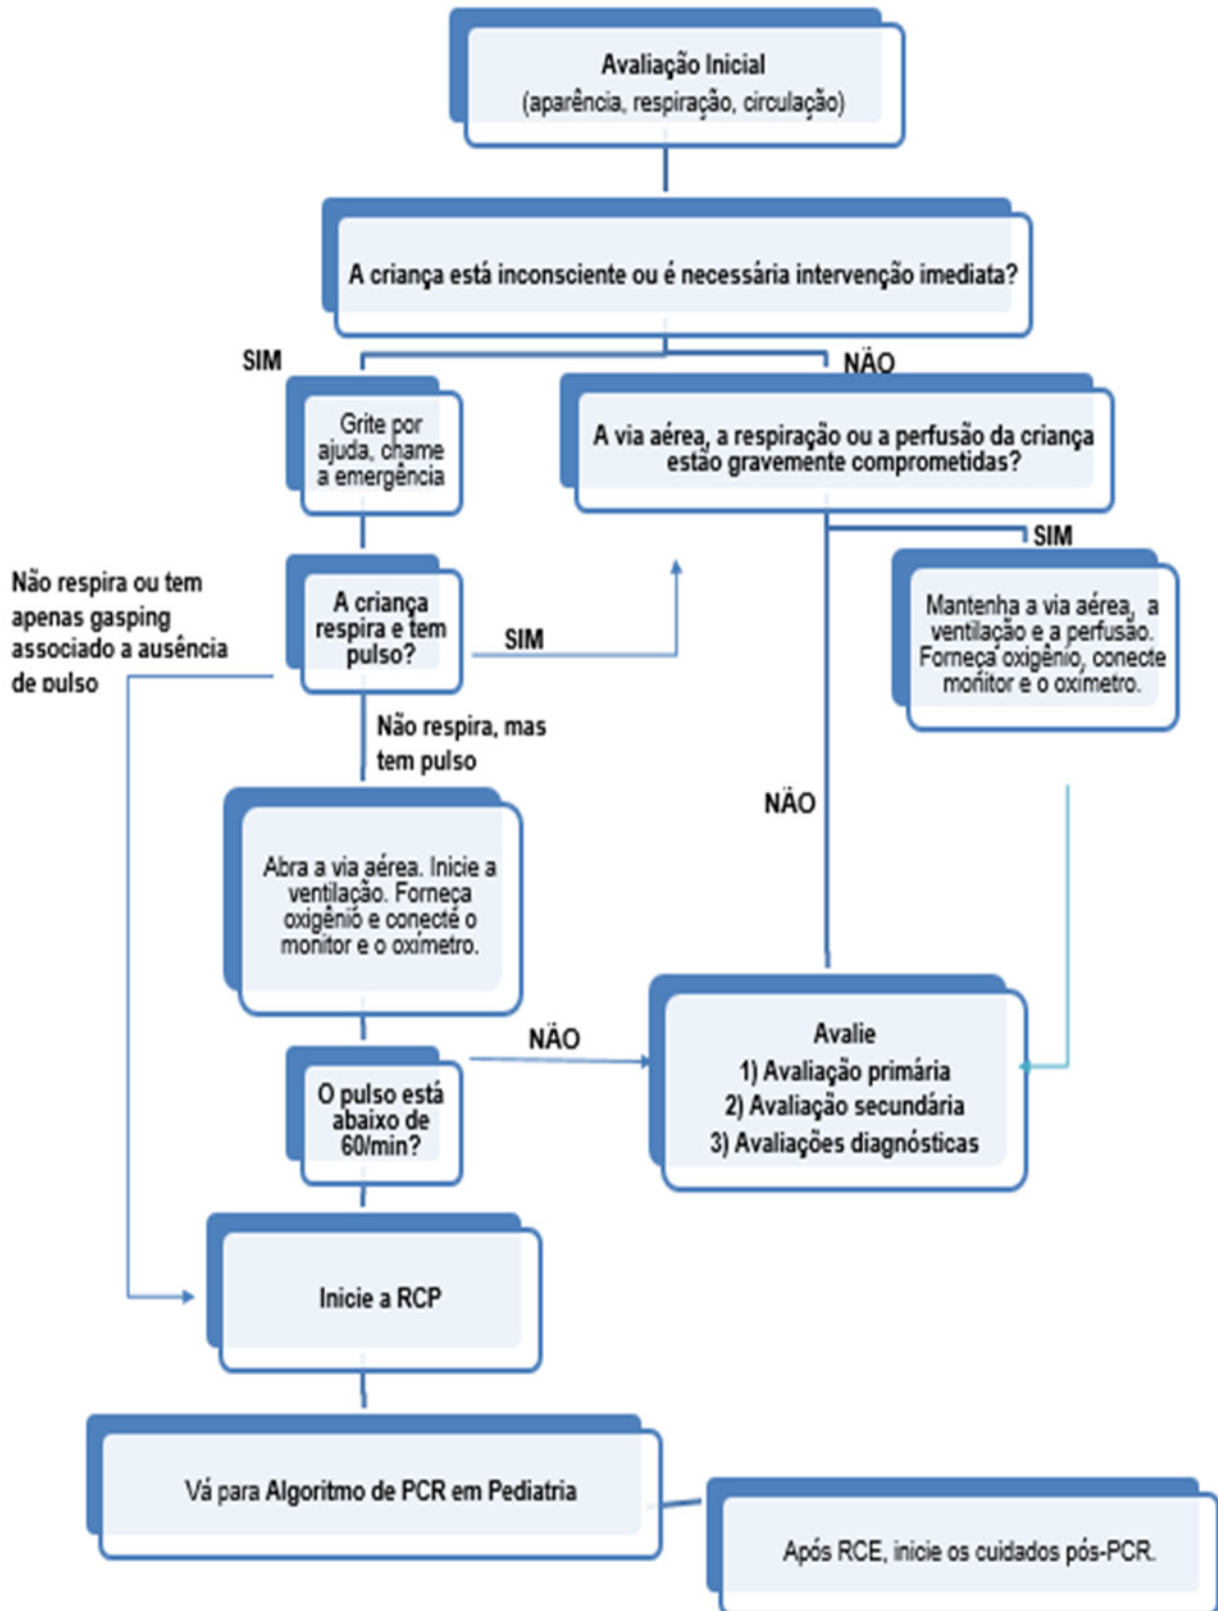 Avaliação Inicial
(aparência, respiração, circulação)
A criança está inconsciente ou é necessária intervenção imediata?
SIM
NÃO
Grite por
ajuda, chame
a emergência
A via aérea, a respiração ou a perfusão da criança
estão gravemente comprometidas?
SIM
Não respira ou tem
apenas gasping
associado a ausência
de pulso
A criança
respira e tem
pulso?
SIM
Mantenha a via aérea, a
ventilação e a perfusão.
Forneça oxigênio, conecte
monitor e o oxímetro.
Não respira, mas
tem pulso
NÃO
Abra a via aérea. Inicie a
ventilação. Forneça
oxigênio e conecte o
monitor e o oxímetro.
NÃO
O pulso está
abaixo de
60/min?
Avalie
1) Avaliação primária
2) Avaliação secundária
3) Avaliações diagnósticas
Inicie a RCP
Vá para Algoritmo de PCR em Pediatria
Após RCE, inicie os cuidados pós-PCR.